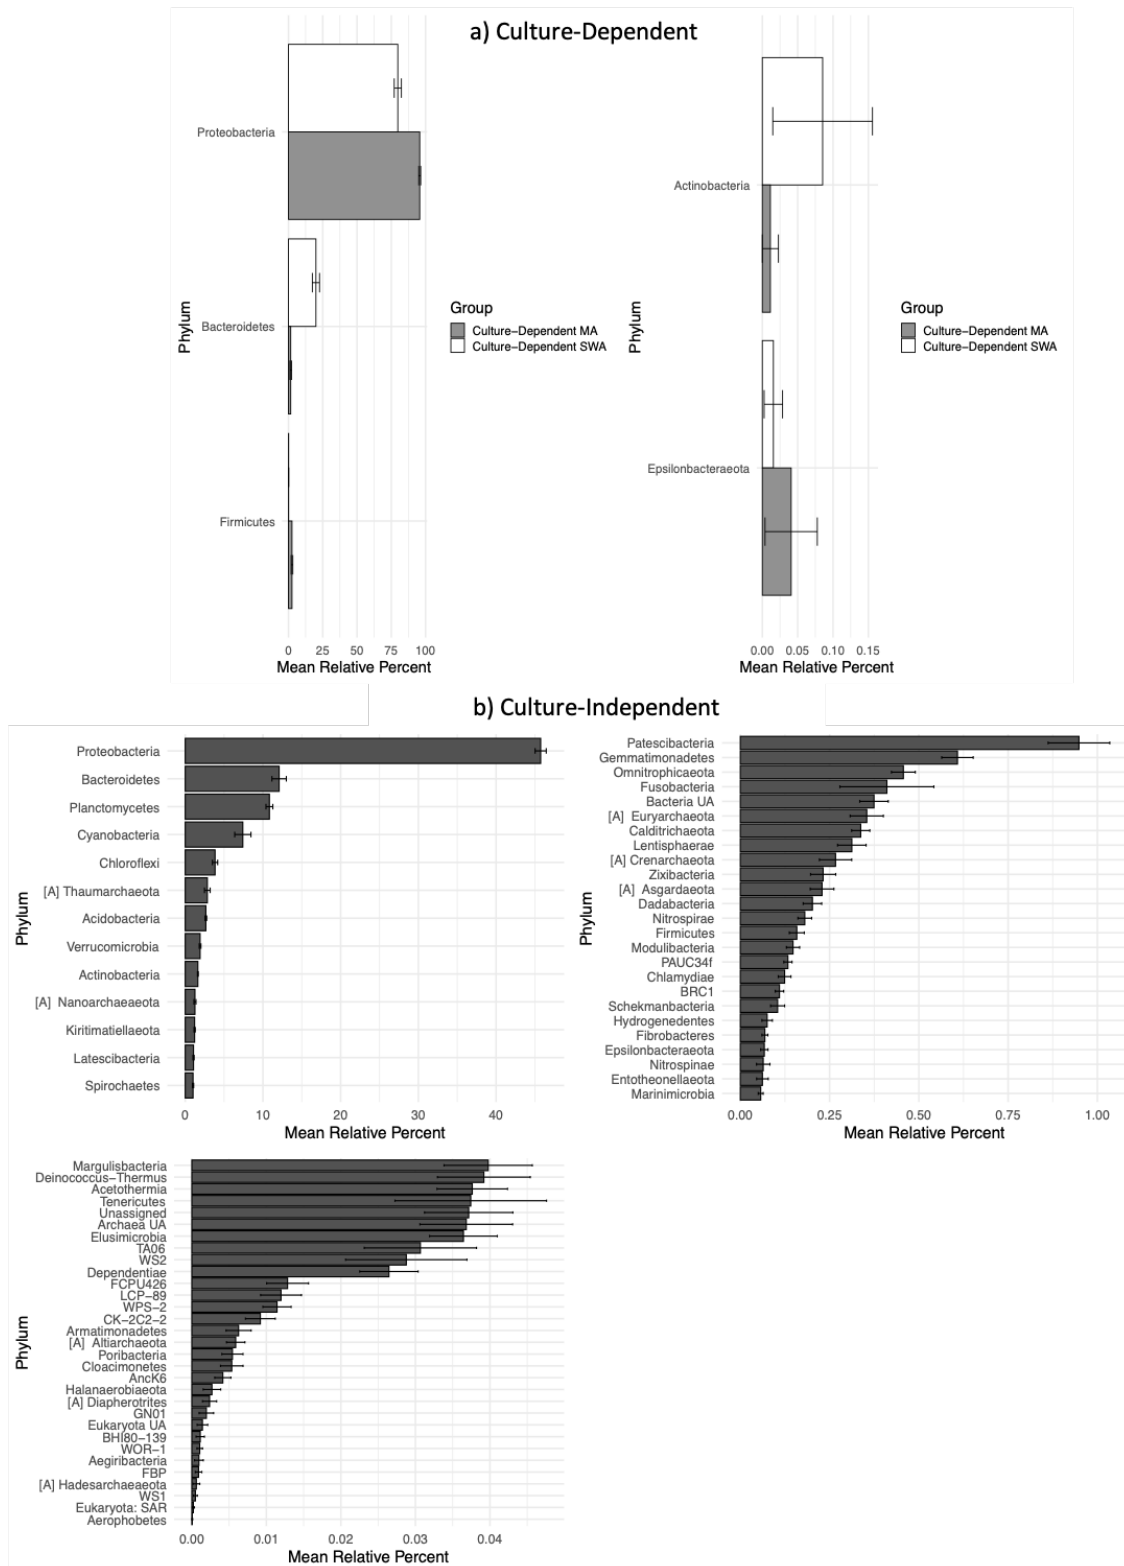 a) Culture-Dependent
Proteobacteria
Bacteroidetes
Firmicutes
Phylum
0 25 50 75 100
Mean Relative Percent
Group
Culture-Dependent MA
Culture-Dependent SWA
Actinobacteria
Epsilonbacteraeota
Phylum
0.00 0.05 0.10 0.15
Mean Relative Percent
Group
Culture-Dependent MA
Culture-Dependent SWA
b) Culture-Independent
Proteobacteria
Bacteroidetes
Planctomycetes
Cyanobacteria
Chloroflexi
[A] Thaumarchaeota
Acidobacteria
Verrucomicrobia
Actinobacteria
[A] Nanoarchaeaeota
Kiritimatiellaeota
Latescibacteria
Spirochaetes
Phylum
0 10 20 30 40
Mean Relative Percent
Patescibacteria
Gemmatimonadetes
Omnitrophicaeota
Fusobacteria
Bacteria UA
[A] Euryarchaeota
Calditrichaeota
Lentisphaerae
[A] Crenarchaeota
Zixibacteria
[A] Asgardaeota
Dadabacteria
Nitrospirae
Firmicutes
Modulibacteria
PAUC34f
Chlamydiae
BRC1
Schekmanbacteria
Hydrogenedentes
Fibrobacteres
Epsilonbacteraeota
Nitrospinae
Entotheonellaeota
Marinimicrobia
Phylum
0.00 0.25 0.50 0.75 1.00
Mean Relative Percent
Margulisbacteria
Deinococcus-Thermus
Acetothermia
Tenericutes
Unassigned
Archaea UA
Elusimicrobia
TA06
WS2
Dependentiae
FCPU426
LCP-89
WPS-2
CK-2C2-2
Armatimonadetes
[A] Altiarchaeota
Poribacteria
Cloacimonetes
AncK6
Halanaerobiaeota
[A] Diapherotrites
GN01
Eukaryota UA
BHI80-139
WOR-1
Aegiribacteria
FBP
[A] Hadesarchaeaeota
WS1
Eukaryota: SAR
Aerophobetes
Phylum
0.00 0.01 0.02 0.03 0.04
Mean Relative Percent